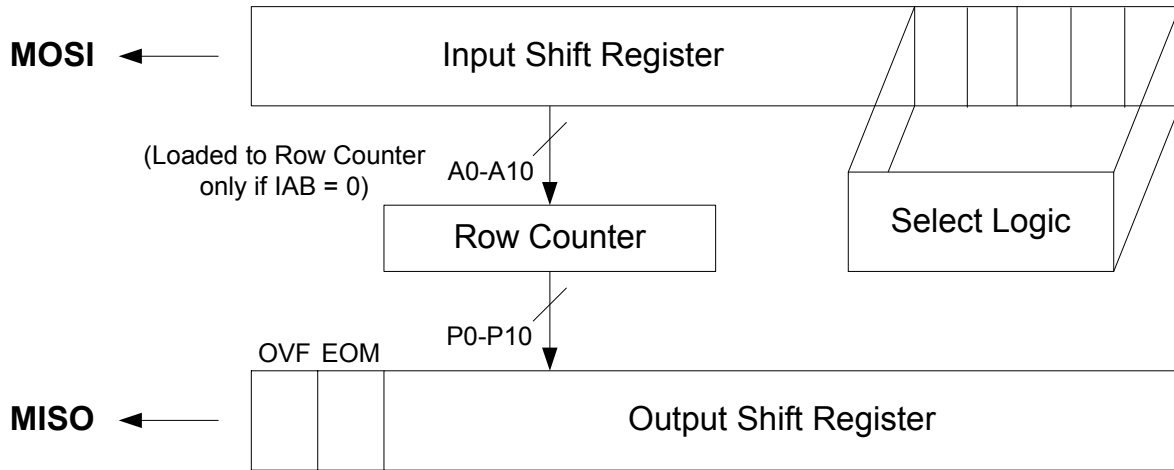 MOSI
Input Shift Register
(Loaded to Row Counter
only if IAB = 0)
A0-A10
Row Counter
Select Logic
P0-P10
OVF EOM
MISO
Output Shift Register